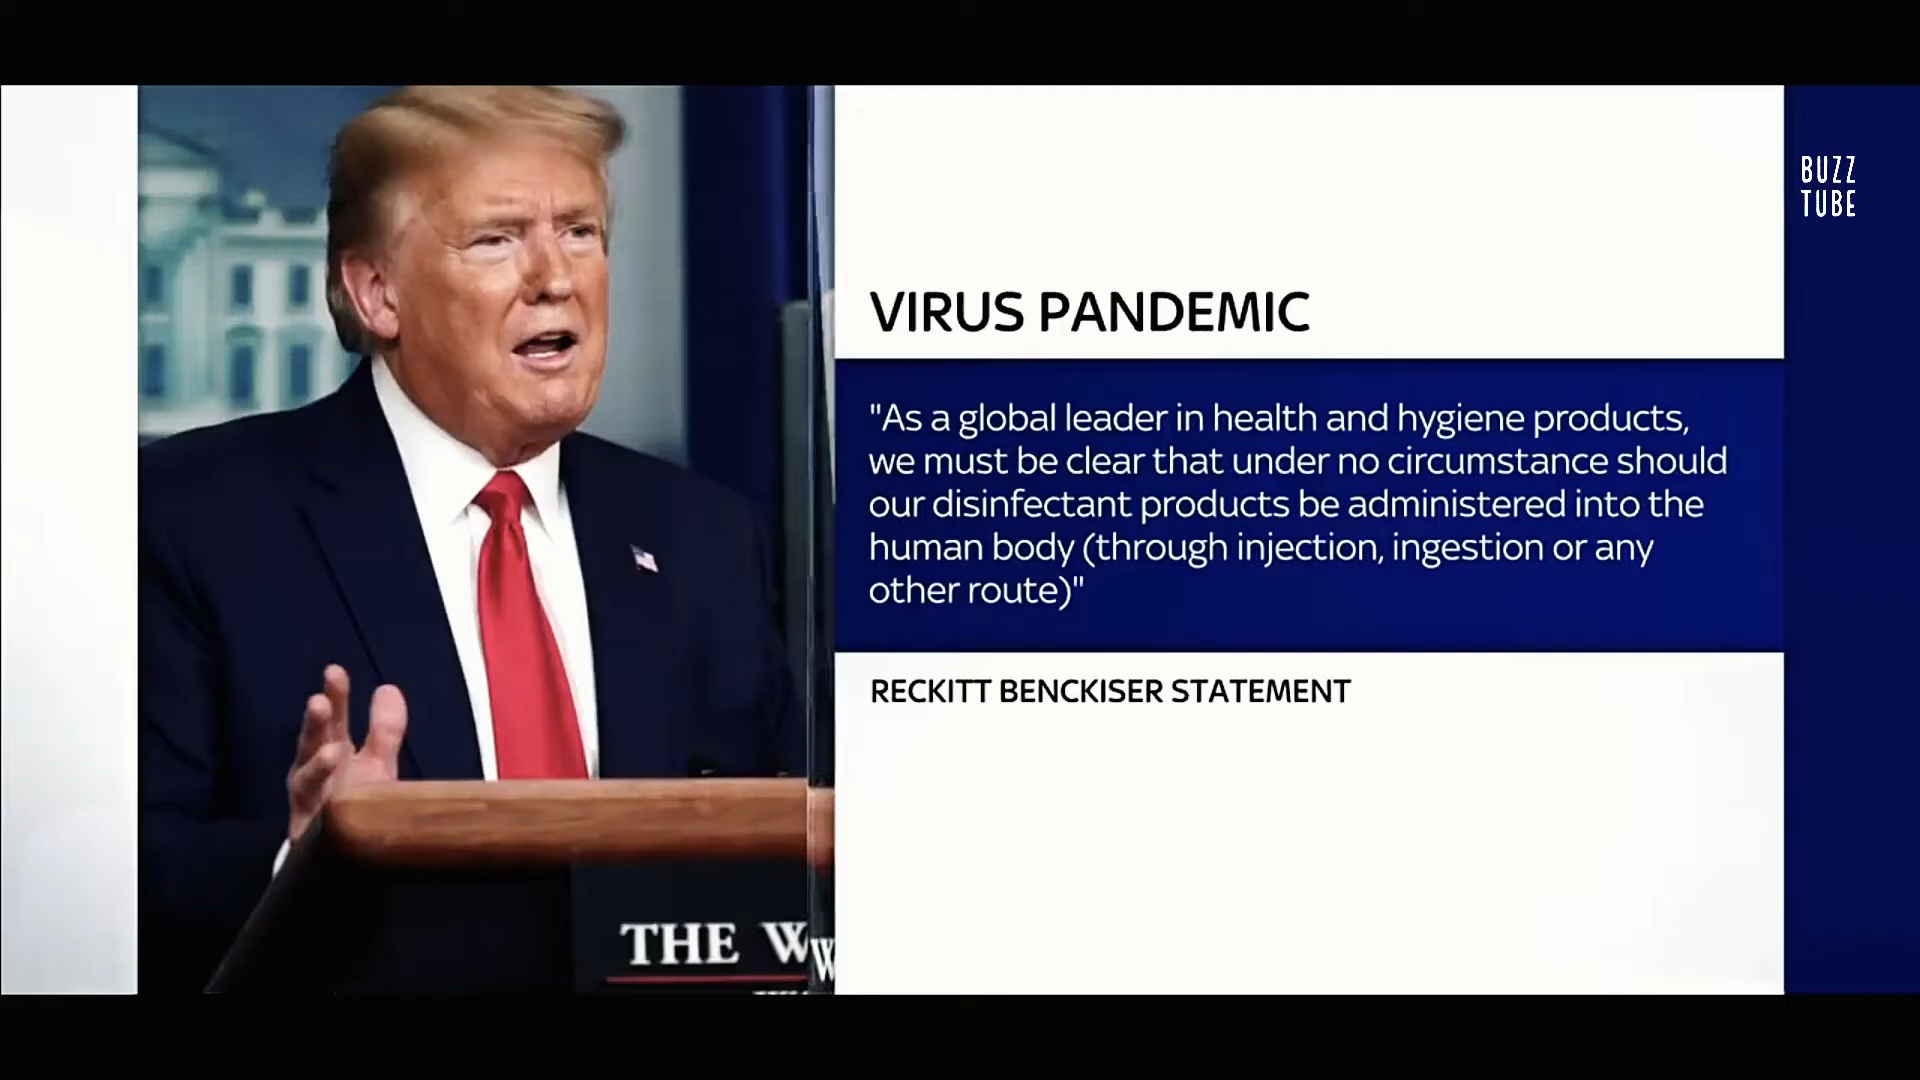 BUZZ
TUBE
VIRUS PANDEMIC
"As a global leader in health and hygiene products,
we must be clear that under no circumstance should
our disinfectant products be administered into the
human body (through injection, ingestion or any
other route)"
RECKITT BENCKISER STATEMENT
THE W
W